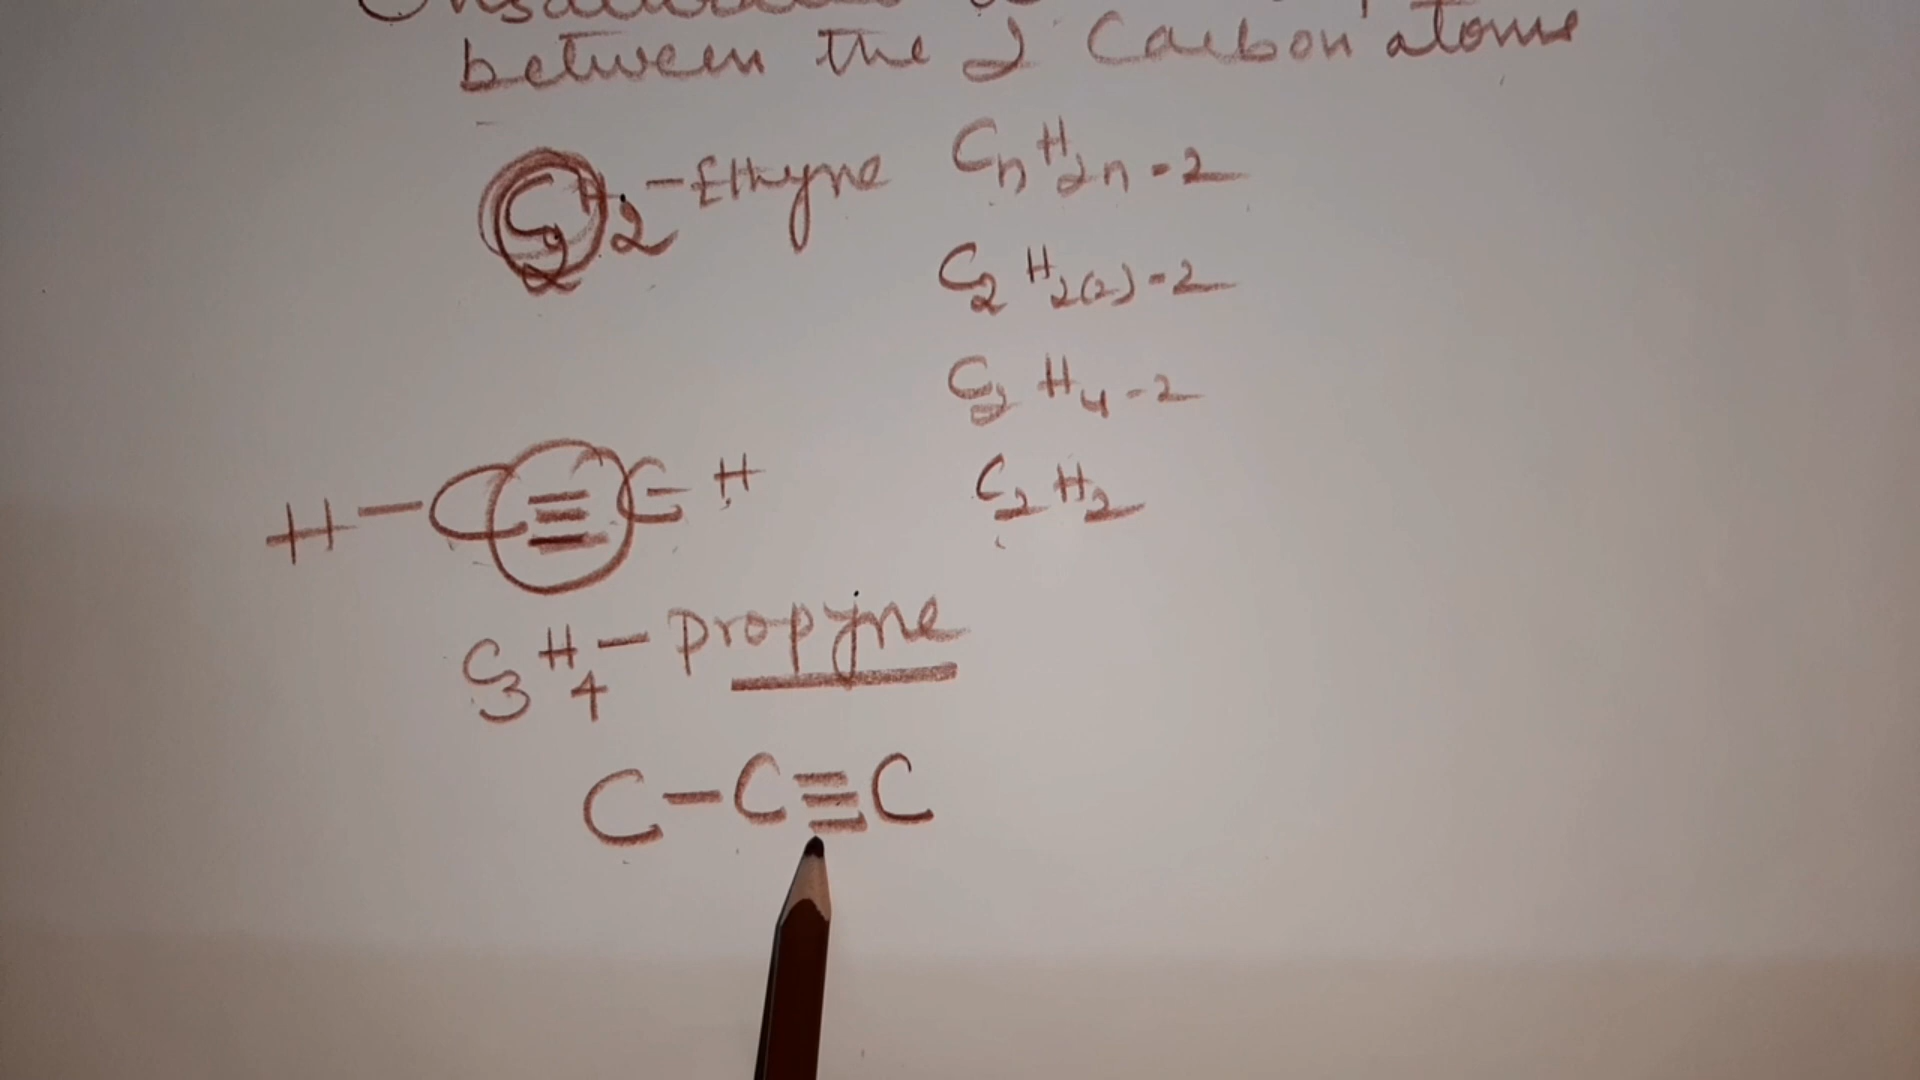 between the 2 Carbon atoms
C2H2 - Ethyne
CnH2n-2
C2H2(2)-2
C2H4-2
C2H2
H-C≡C-H
C3H4 - Propyne
C-C≡C